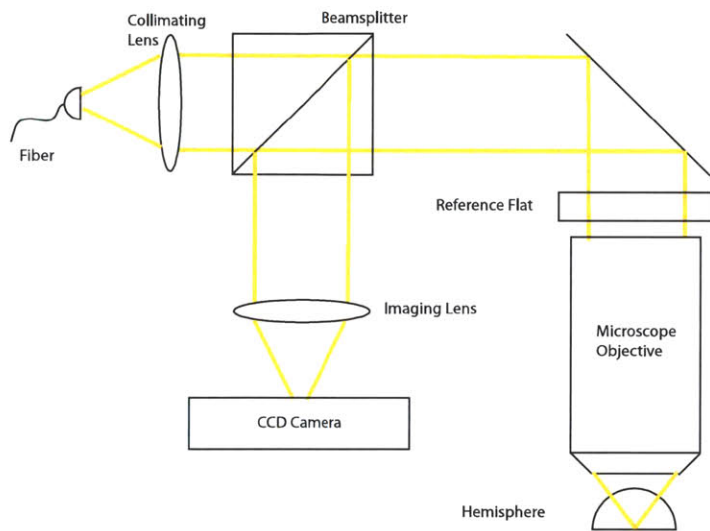 Collimating
Lens
Beamsplitter
Fiber
Reference Flat
Imaging Lens
Microscope
Objective
CCD Camera
Hemisphere